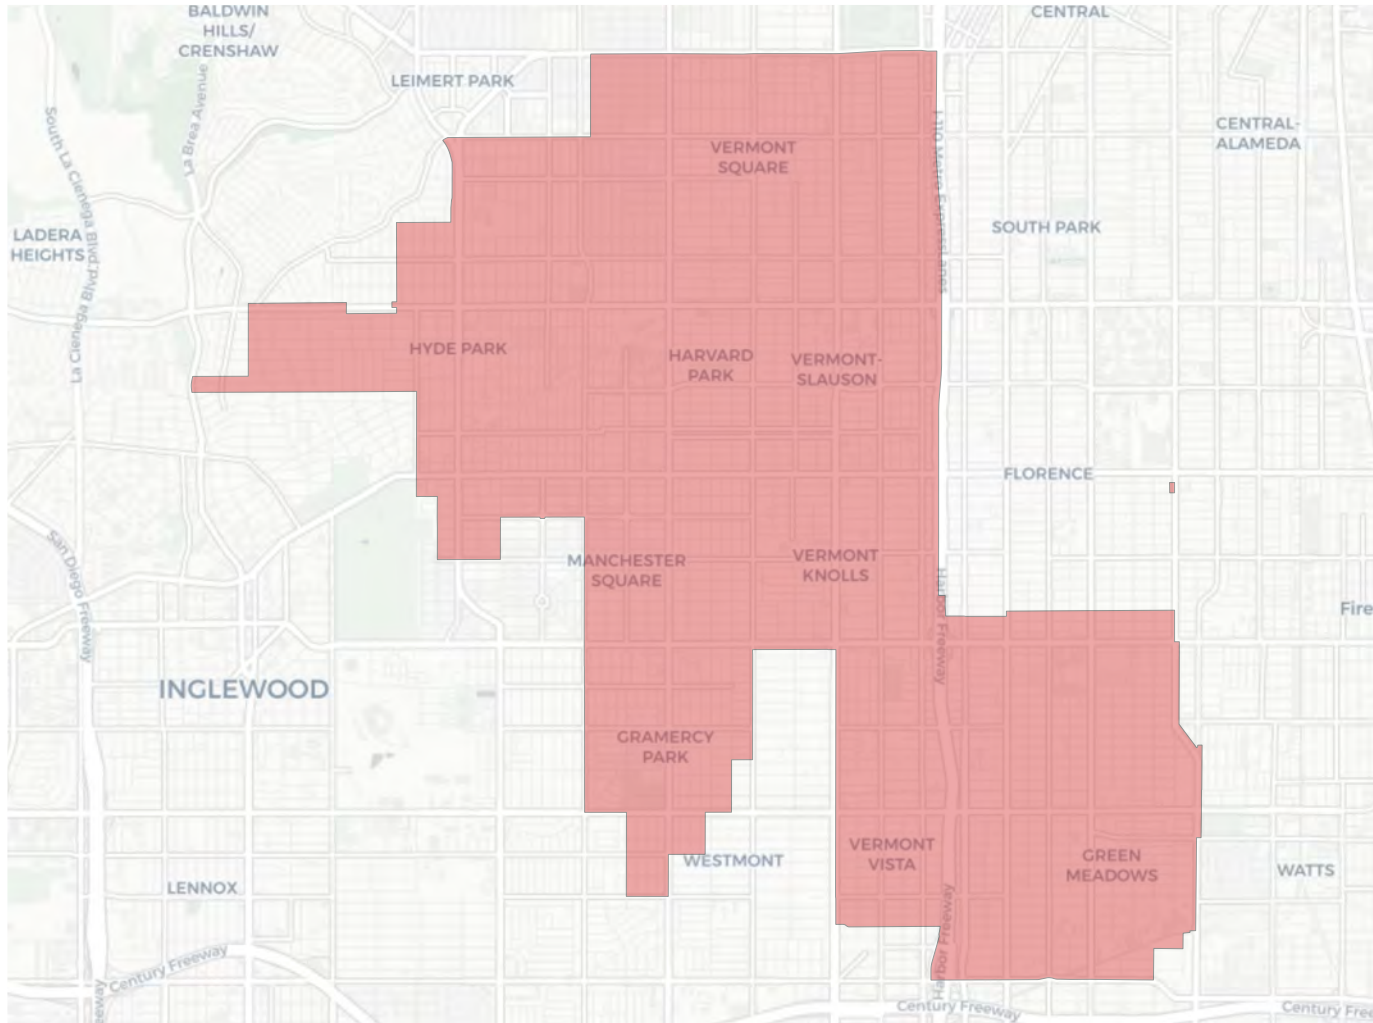 BALDWIN
HILLS/
CRENSHAW
CENTRAL
LEIMERT PARK
La Brea Avenue
South La Cienega Blvd
CENTRAL-
ALAMEDA
VERMONT
SQUARE
I 110 Metro ExpressLanes
LADERA
HEIGHTS
SOUTH PARK
La Cienega Blvd
HYDE PARK
HARVARD
PARK
VERMONT-
SLAUSON
FLORENCE
San Diego Freeway
MANCHESTER
SQUARE
VERMONT
KNOLLS
Harbor Freeway
Fire
INGLEWOOD
GRAMERCY
PARK
WESTMONT
VERMONT
VISTA
GREEN
MEADOWS
WATTS
LENNOX
Harbor Freeway
Century Freeway
eeway
Century Freeway
Century Free